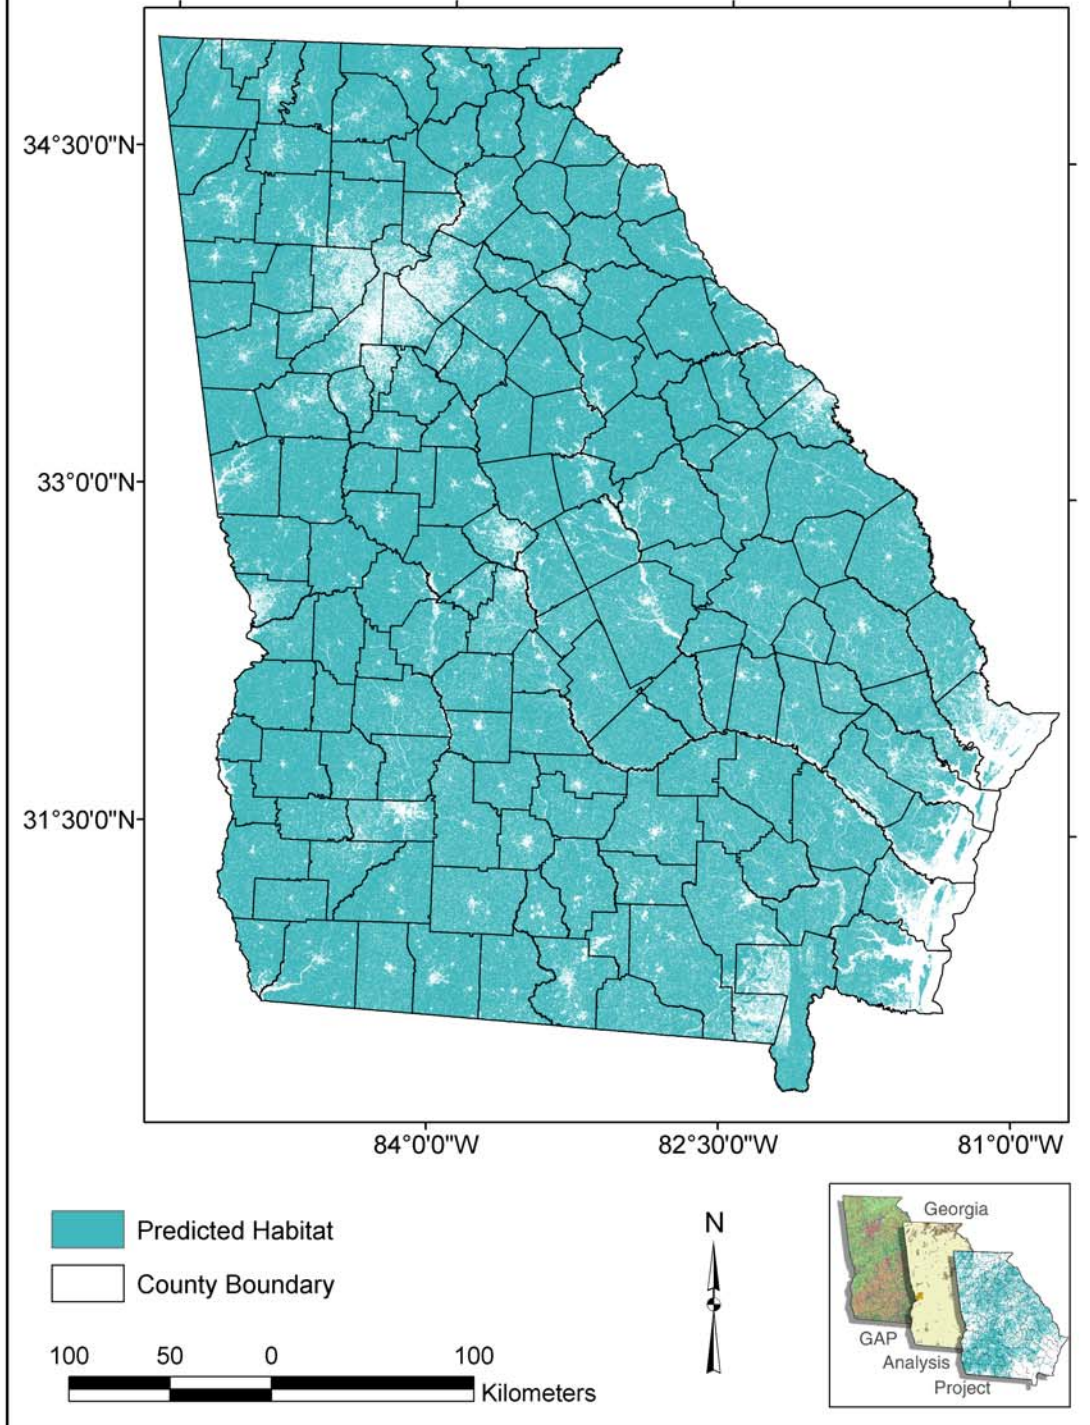 34°30'0"N
33°0'0"N
31°30'0"N
84°0'0"W 82°30'0"W 81°0'0"W
Predicted Habitat
County Boundary
100 50 0 100
Kilometers
N
Georgia
GAP
Analysis
Project